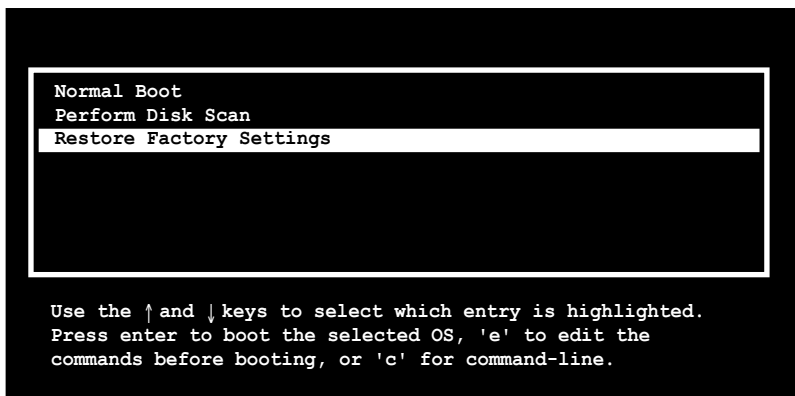 Normal Boot
Perform Disk Scan
Restore Factory Settings
Use the ↑ and ↓ keys to select which entry is highlighted.
Press enter to boot the selected OS, 'e' to edit the
commands before booting, or 'c' for command-line.